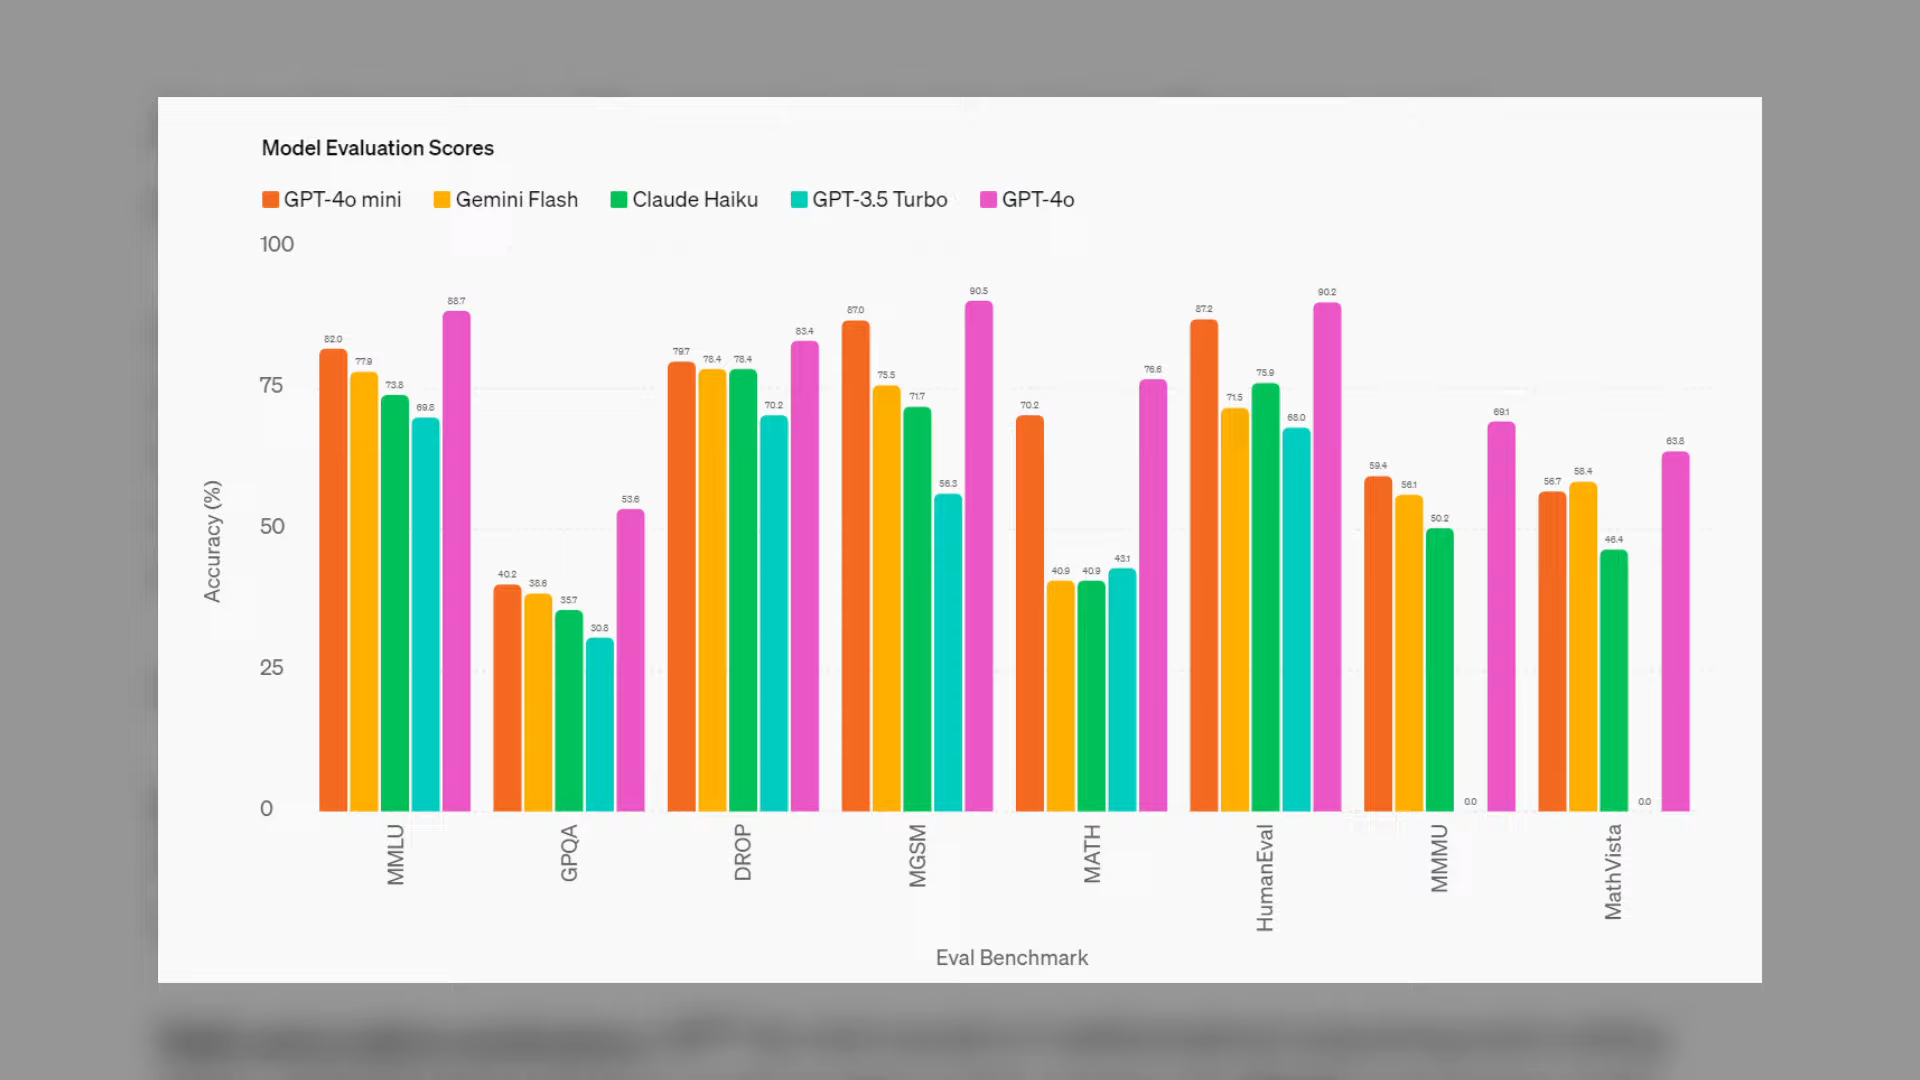 Model Evaluation Scores
GPT-4o mini Gemini Flash Claude Haiku GPT-3.5 Turbo GPT-4o
100
75
50
25
0
Accuracy (%)
82.0 77.9 73.8 69.8 88.7
40.2 38.6 35.7 30.8 53.6
79.7 78.4 78.4 70.2 83.4
87.0 75.5 71.7 56.3 90.5
70.2 40.9 40.9 43.1 76.6
87.2 71.5 75.9 68.0 90.2
59.4 56.1 50.2 0.0 69.1
56.7 58.4 46.4 0.0 63.8
MMLU GPQA DROP MGSM MATH HumanEval MMMU MathVista
Eval Benchmark